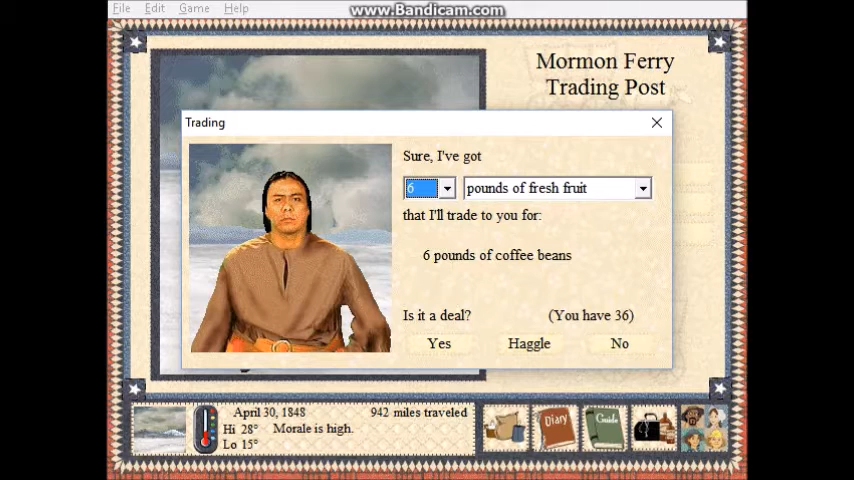 www.Bandicam.com
File Edit Game Help
Mormon Ferry
Trading Post
Trading
Sure, I've got
6 pounds of fresh fruit
that I'll trade to you for:
6 pounds of coffee beans
Is it a deal? (You have 36)
Yes Haggle No
April 30, 1848 942 miles traveled
Hi 28° Morale is high.
Lo 15°
Diary
Guide